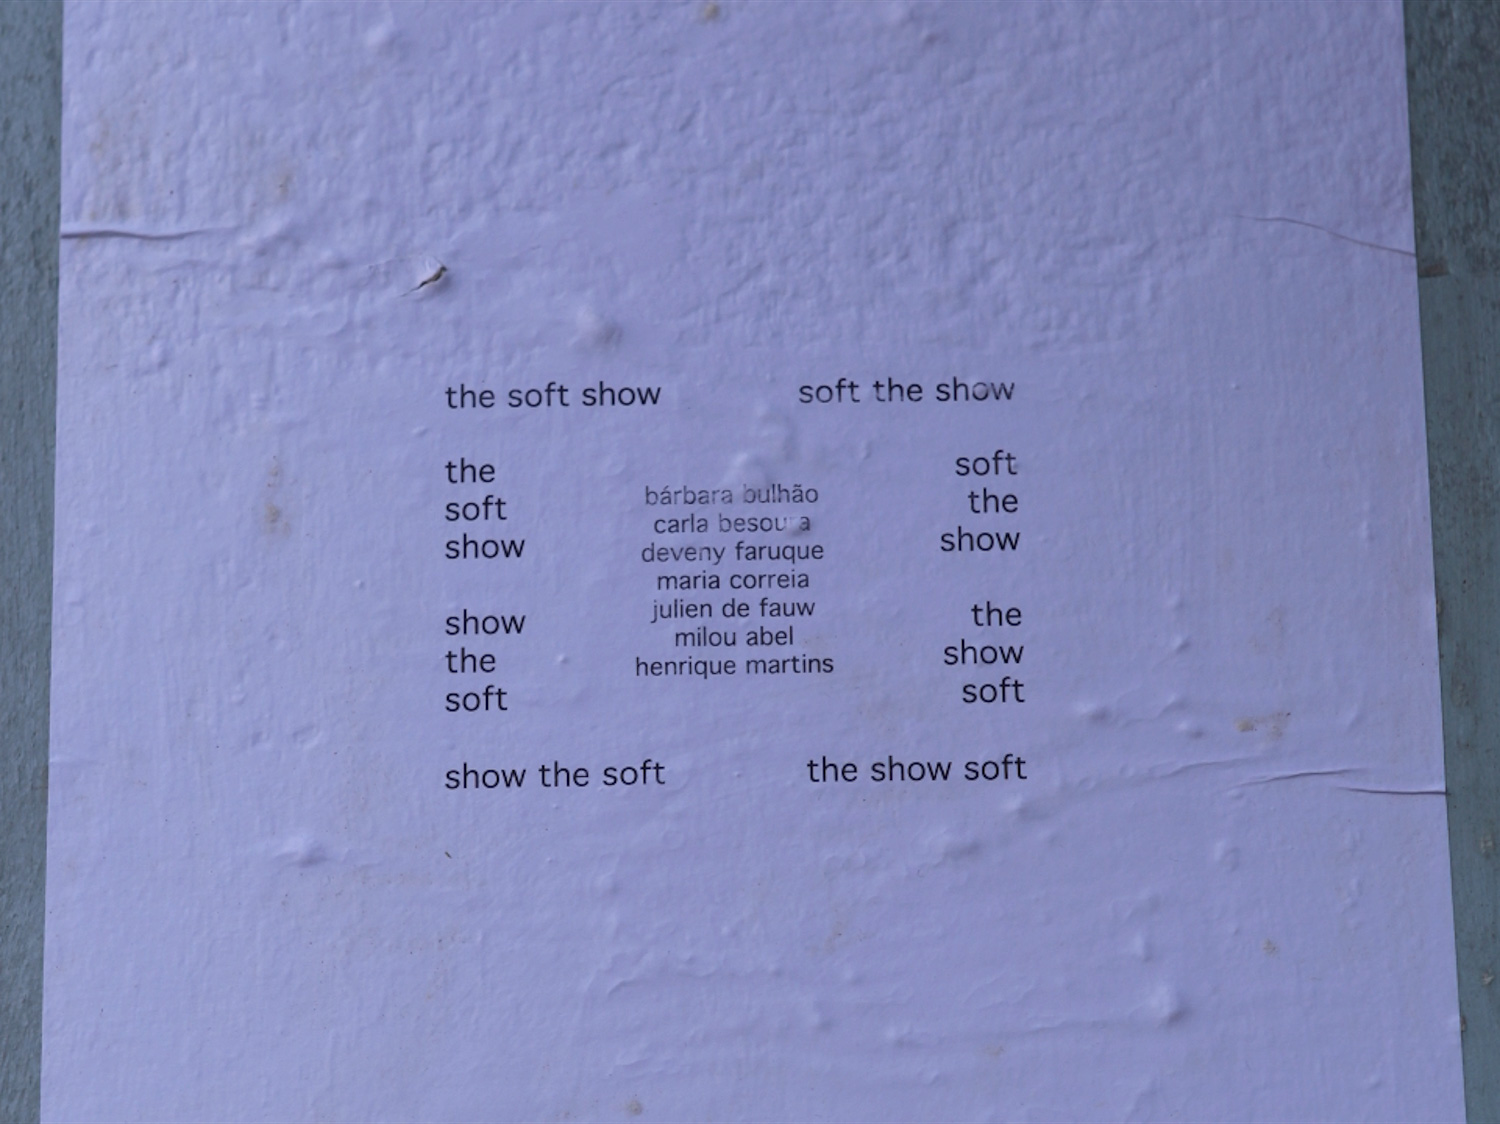 the soft show
soft the show
the
soft
show
show
the
soft
bárbara bulhão
carla besoura
deveny faruque
maria correia
julien de fauw
milou abel
henrique martins
soft
the
show
the
show
soft
show the soft
the show soft